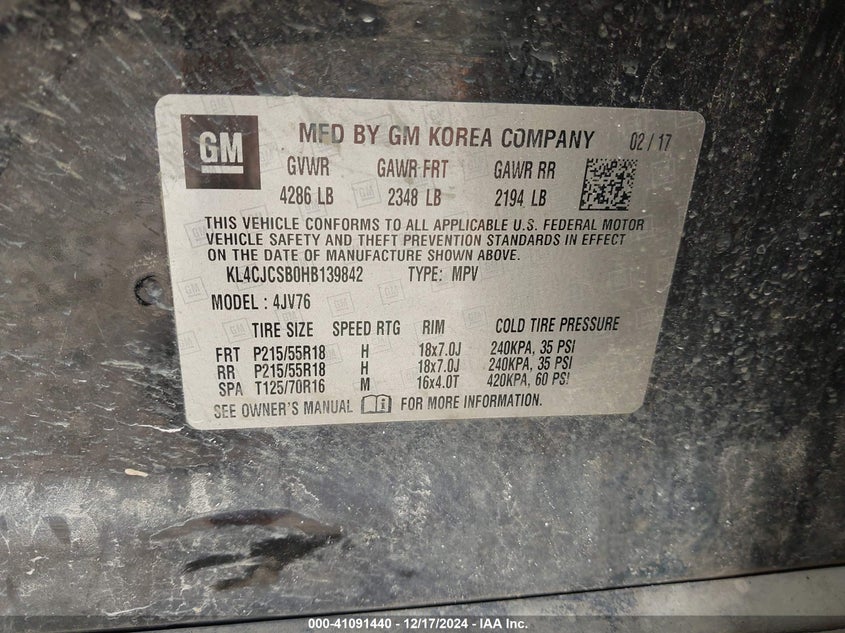 GM MFD BY GM KOREA COMPANY 02/17
GVWR GAWR FRT GAWR RR
4286 LB 2348 LB 2194 LB
THIS VEHICLE CONFORMS TO ALL APPLICABLE U.S. FEDERAL MOTOR
VEHICLE SAFETY AND THEFT PREVENTION STANDARDS IN EFFECT
ON THE DATE OF MANUFACTURE SHOWN ABOVE.
KL4CJCSB0HB139842 TYPE: MPV
MODEL : 4JV76
TIRE SIZE SPEED RTG RIM COLD TIRE PRESSURE
FRT P215/55R18 H 18x7.0J 240KPA, 35 PSI
RR P215/55R18 H 18x7.0J 240KPA, 35 PSI
SPA T125/70R16 M 16x4.0T 420KPA, 60 PSI
SEE OWNER'S MANUAL FOR MORE INFORMATION.
000-41091440 - 12/17/2024 - IAA Inc.